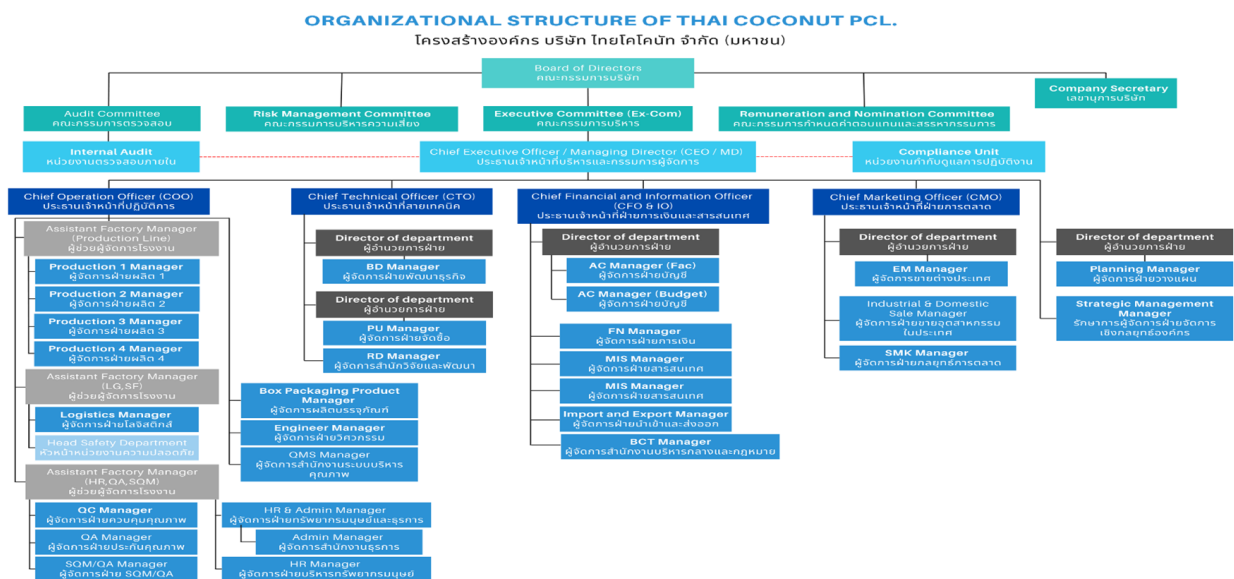 ORGANIZATIONAL STRUCTURE OF THAI COCONUT PCL.
โครงสร้างองค์กร บริษัท ไทยโคโคนัท จำกัด (มหาชน)
Board of Directors
คณะกรรมการบริษัท
Company Secretary
เลขานุการบริษัท
Audit Committee
คณะกรรมการตรวจสอบ
Risk Management Committee
คณะกรรมการบริหารความเสี่ยง
Executive Committee (Ex-Com)
คณะกรรมการบริหาร
Remuneration and Nomination Committee
คณะกรรมการกำหนดค่าตอบแทนและสรรหากรรมการ
Internal Audit
หน่วยงานตรวจสอบภายใน
Chief Executive Officer / Managing Director (CEO / MD)
ประธานเจ้าหน้าที่บริหารและกรรมการผู้จัดการ
Compliance Unit
หน่วยงานกำกับดูแลการปฏิบัติงาน
Chief Operation Officer (COO)
ประธานเจ้าหน้าที่ปฏิบัติการ
Assistant Factory Manager
(Production Line)
ผู้ช่วยผู้จัดการโรงงาน
Production 1 Manager
ผู้จัดการฝ่ายผลิต 1
Production 2 Manager
ผู้จัดการฝ่ายผลิต 2
Production 3 Manager
ผู้จัดการฝ่ายผลิต 3
Production 4 Manager
ผู้จัดการฝ่ายผลิต 4
Assistant Factory Manager
(LG,SF)
ผู้ช่วยผู้จัดการโรงงาน
Logistics Manager
ผู้จัดการฝ่ายโลจิสติกส์
Head Safety Department
หัวหน้าหน่วยงานความปลอดภัย
Assistant Factory Manager
(HR,QA,SQM)
ผู้ช่วยผู้จัดการโรงงาน
QC Manager
ผู้จัดการฝ่ายควบคุมคุณภาพ
QA Manager
ผู้จัดการฝ่ายประกันคุณภาพ
SQM/QA Manager
ผู้จัดการฝ่าย SQM/QA
HR & Admin Manager
ผู้จัดการฝ่ายทรัพยากรมนุษย์และธุรการ
Admin Manager
ผู้จัดการสำนักงานธุรการ
HR Manager
ผู้จัดการฝ่ายบริหารทรัพยากรมนุษย์
Box Packaging Product
Manager
ผู้จัดการผลิตบรรจุภัณฑ์
Engineer Manager
ผู้จัดการฝ่ายวิศวกรรม
QMS Manager
ผู้จัดการสำนักงานระบบบริหาร
คุณภาพ
Chief Technical Officer (CTO)
ประธานเจ้าหน้าที่สายเทคนิค
Director of department
ผู้อำนวยการฝ่าย
BD Manager
ผู้จัดการฝ่ายพัฒนาธุรกิจ
Director of department
ผู้อำนวยการฝ่าย
PU Manager
ผู้จัดการฝ่ายจัดซื้อ
RD Manager
ผู้จัดการสำนักวิจัยและพัฒนา
Chief Financial and Information Officer
(CFO & IO)
ประธานเจ้าหน้าที่ฝ่ายการเงินและสารสนเทศ
Director of department
ผู้อำนวยการฝ่าย
AC Manager (Fac)
ผู้จัดการฝ่ายบัญชี
AC Manager (Budget)
ผู้จัดการฝ่ายบัญชี
FN Manager
ผู้จัดการฝ่ายการเงิน
MIS Manager
ผู้จัดการฝ่ายสารสนเทศ
MIS Manager
ผู้จัดการฝ่ายสารสนเทศ
Import and Export Manager
ผู้จัดการฝ่ายนำเข้าและส่งออก
BCT Manager
ผู้จัดการสำนักงานบริหารกลางและกฎหมาย
Chief Marketing Officer (CMO)
ประธานเจ้าหน้าที่ฝ่ายการตลาด
Director of department
ผู้อำนวยการฝ่าย
EM Manager
ผู้จัดการขายต่างประเทศ
Industrial & Domestic
Sale Manager
ผู้จัดการฝ่ายขายอุตสาหกรรม
ในประเทศ
SMK Manager
ผู้จัดการฝ่ายกลยุทธ์การตลาด
Director of department
ผู้อำนวยการฝ่าย
Planning Manager
ผู้จัดการฝ่ายวางแผน
Strategic Management
Manager
รักษาการผู้จัดการฝ่ายจัดการ
เชิงกลยุทธ์องค์กร